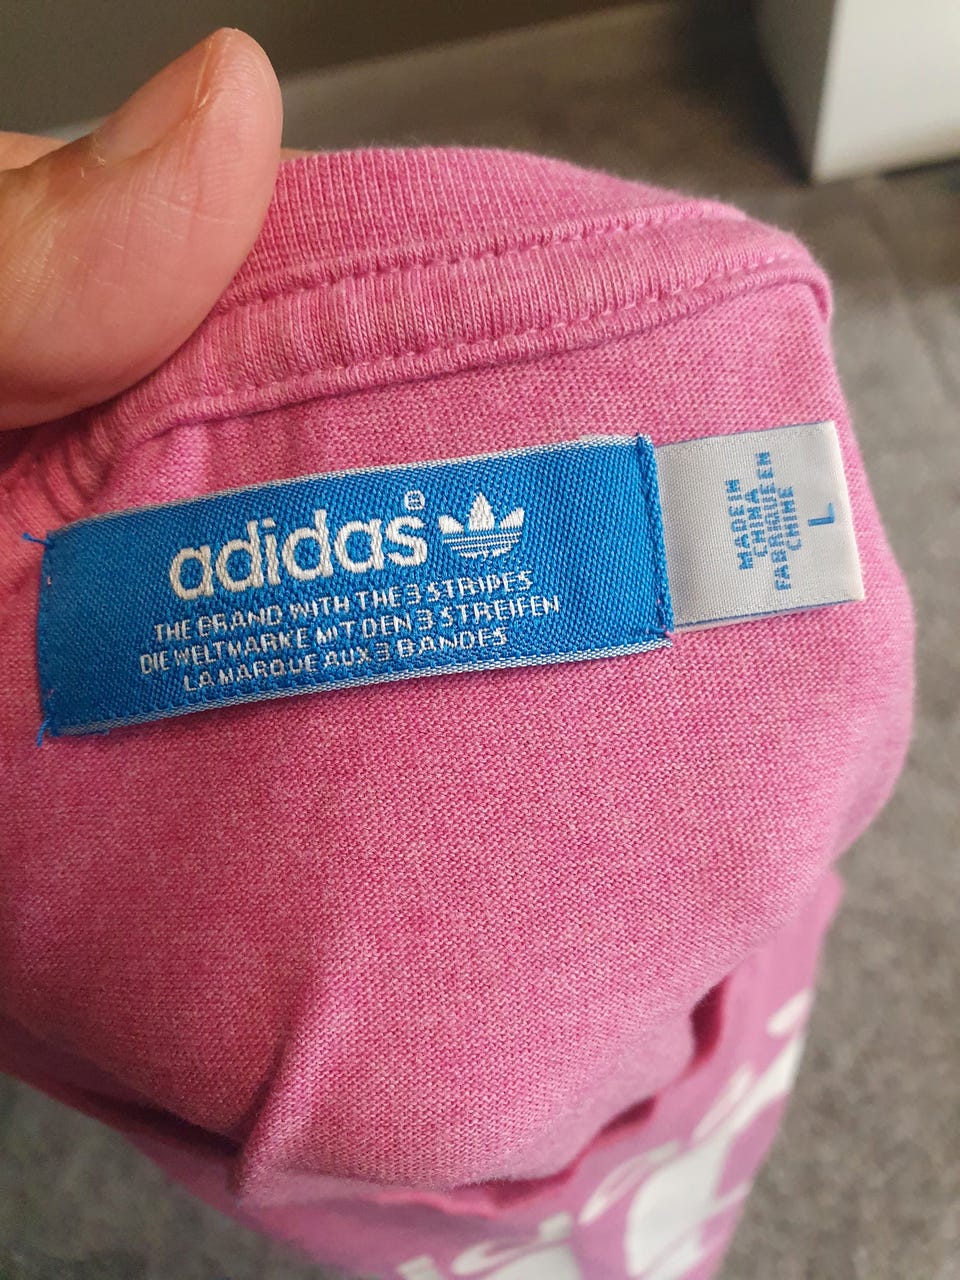 adidas®
THE BRAND WITH THE 3 STRIPES
DIE WELTMARKE MIT DEN 3 STREIFEN
LA MARQUE AUX 3 BANDES
MADE IN
CHINA
FABRIQUE EN
CHINE
L